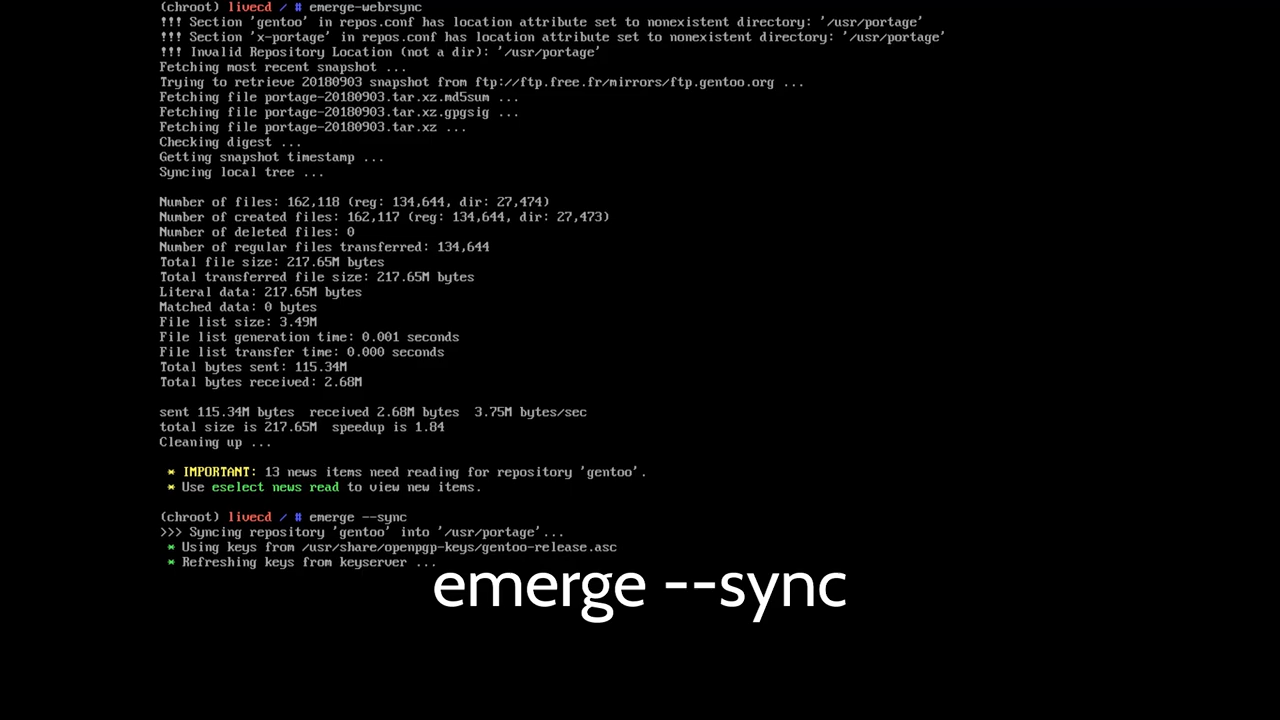 (chroot) livecd / # emerge-webrsync
!!! Section 'gentoo' in repos.conf has location attribute set to nonexistent directory: '/usr/portage'
!!! Section 'x-portage' in repos.conf has location attribute set to nonexistent directory: '/usr/portage'
!!! Invalid Repository Location (not a dir): '/usr/portage'
Fetching most recent snapshot ...
Trying to retrieve 20180903 snapshot from ftp://ftp.free.fr/mirrors/ftp.gentoo.org ...
Fetching file portage-20180903.tar.xz.md5sum ...
Fetching file portage-20180903.tar.xz.gpgsig ...
Fetching file portage-20180903.tar.xz ...
Checking digest ...
Getting snapshot timestamp ...
Syncing local tree ...
Number of files: 162,118 (reg: 134,644, dir: 27,474)
Number of created files: 162,117 (reg: 134,644, dir: 27,473)
Number of deleted files: 0
Number of regular files transferred: 134,644
Total file size: 217.65M bytes
Total transferred file size: 217.65M bytes
Literal data: 217.65M bytes
Matched data: 0 bytes
File list size: 3.49M
File list generation time: 0.001 seconds
File list transfer time: 0.000 seconds
Total bytes sent: 115.34M
Total bytes received: 2.68M
sent 115.34M bytes  received 2.68M bytes  3.75M bytes/sec
total size is 217.65M  speedup is 1.84
Cleaning up ...
* IMPORTANT: 13 news items need reading for repository 'gentoo'.
* Use eselect news read to view new items.
(chroot) livecd / # emerge --sync
>>> Syncing repository 'gentoo' into '/usr/portage'...
* Using keys from /usr/share/openpgp-keys/gentoo-release.asc
* Refreshing keys from keyserver ...
emerge --sync